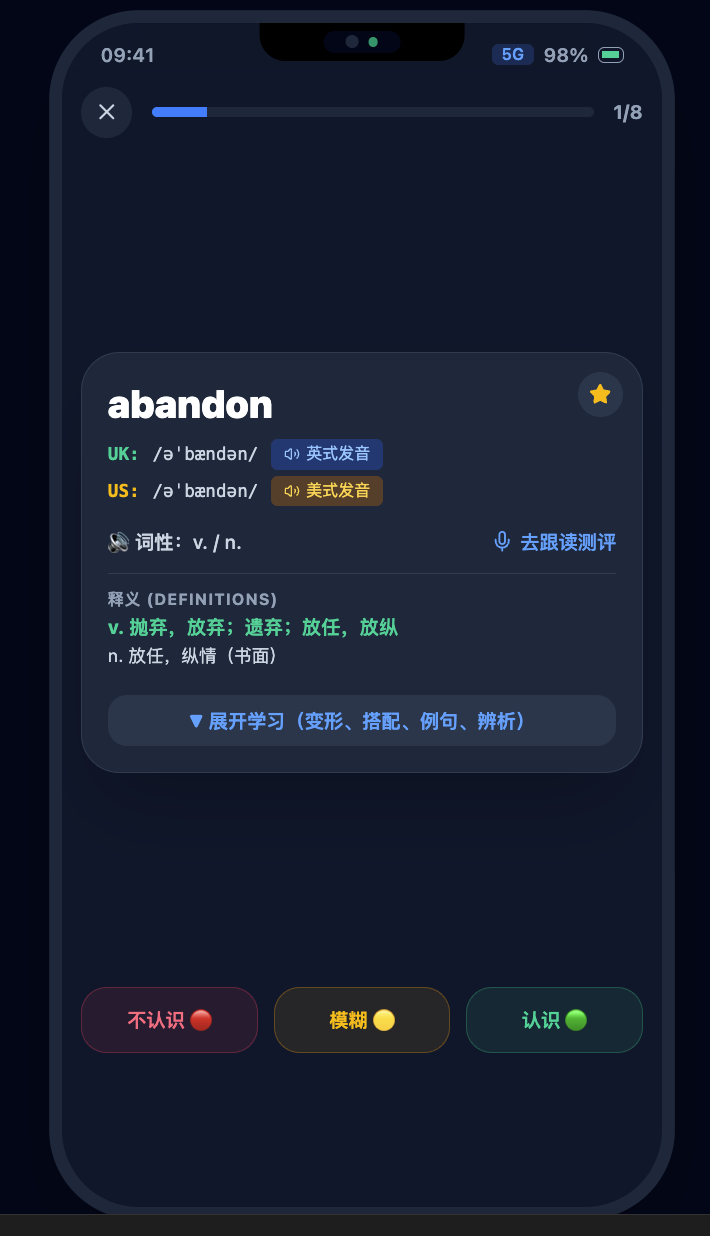 09:41 5G 98%
1/8
abandon
UK: /əˈbændən/ 英式发音
US: /əˈbændən/ 美式发音
词性：v. / n. 去跟读测评
释义 (DEFINITIONS)
v. 抛弃，放弃；遗弃；放任，放纵
n. 放任，纵情（书面）
▼ 展开学习（变形、搭配、例句、辨析）
不认识 模糊 认识